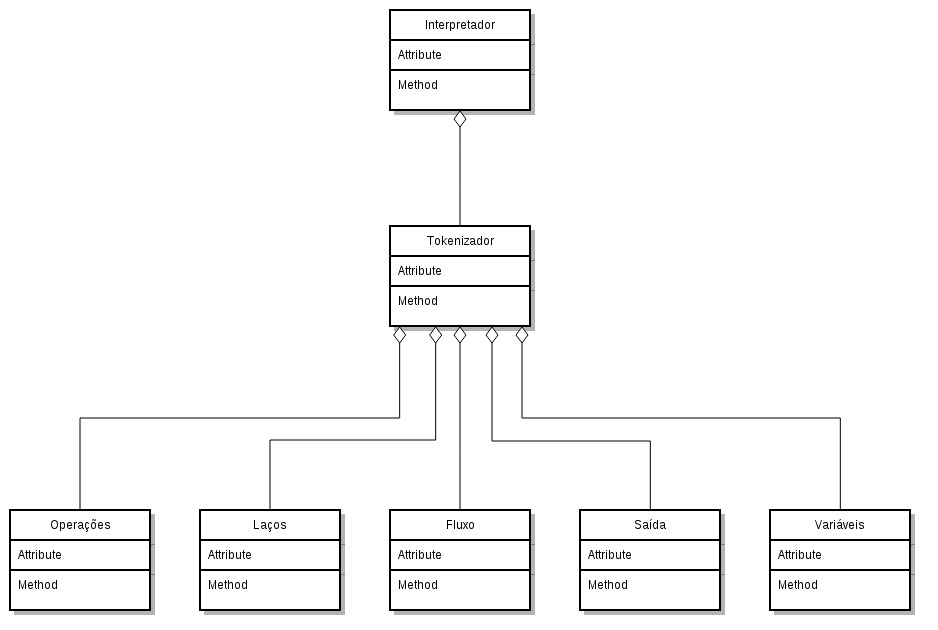 Interpretador
Attribute
Method
Tokenizador
Attribute
Method
Operações
Attribute
Method
Laços
Attribute
Method
Fluxo
Attribute
Method
Saída
Attribute
Method
Variáveis
Attribute
Method